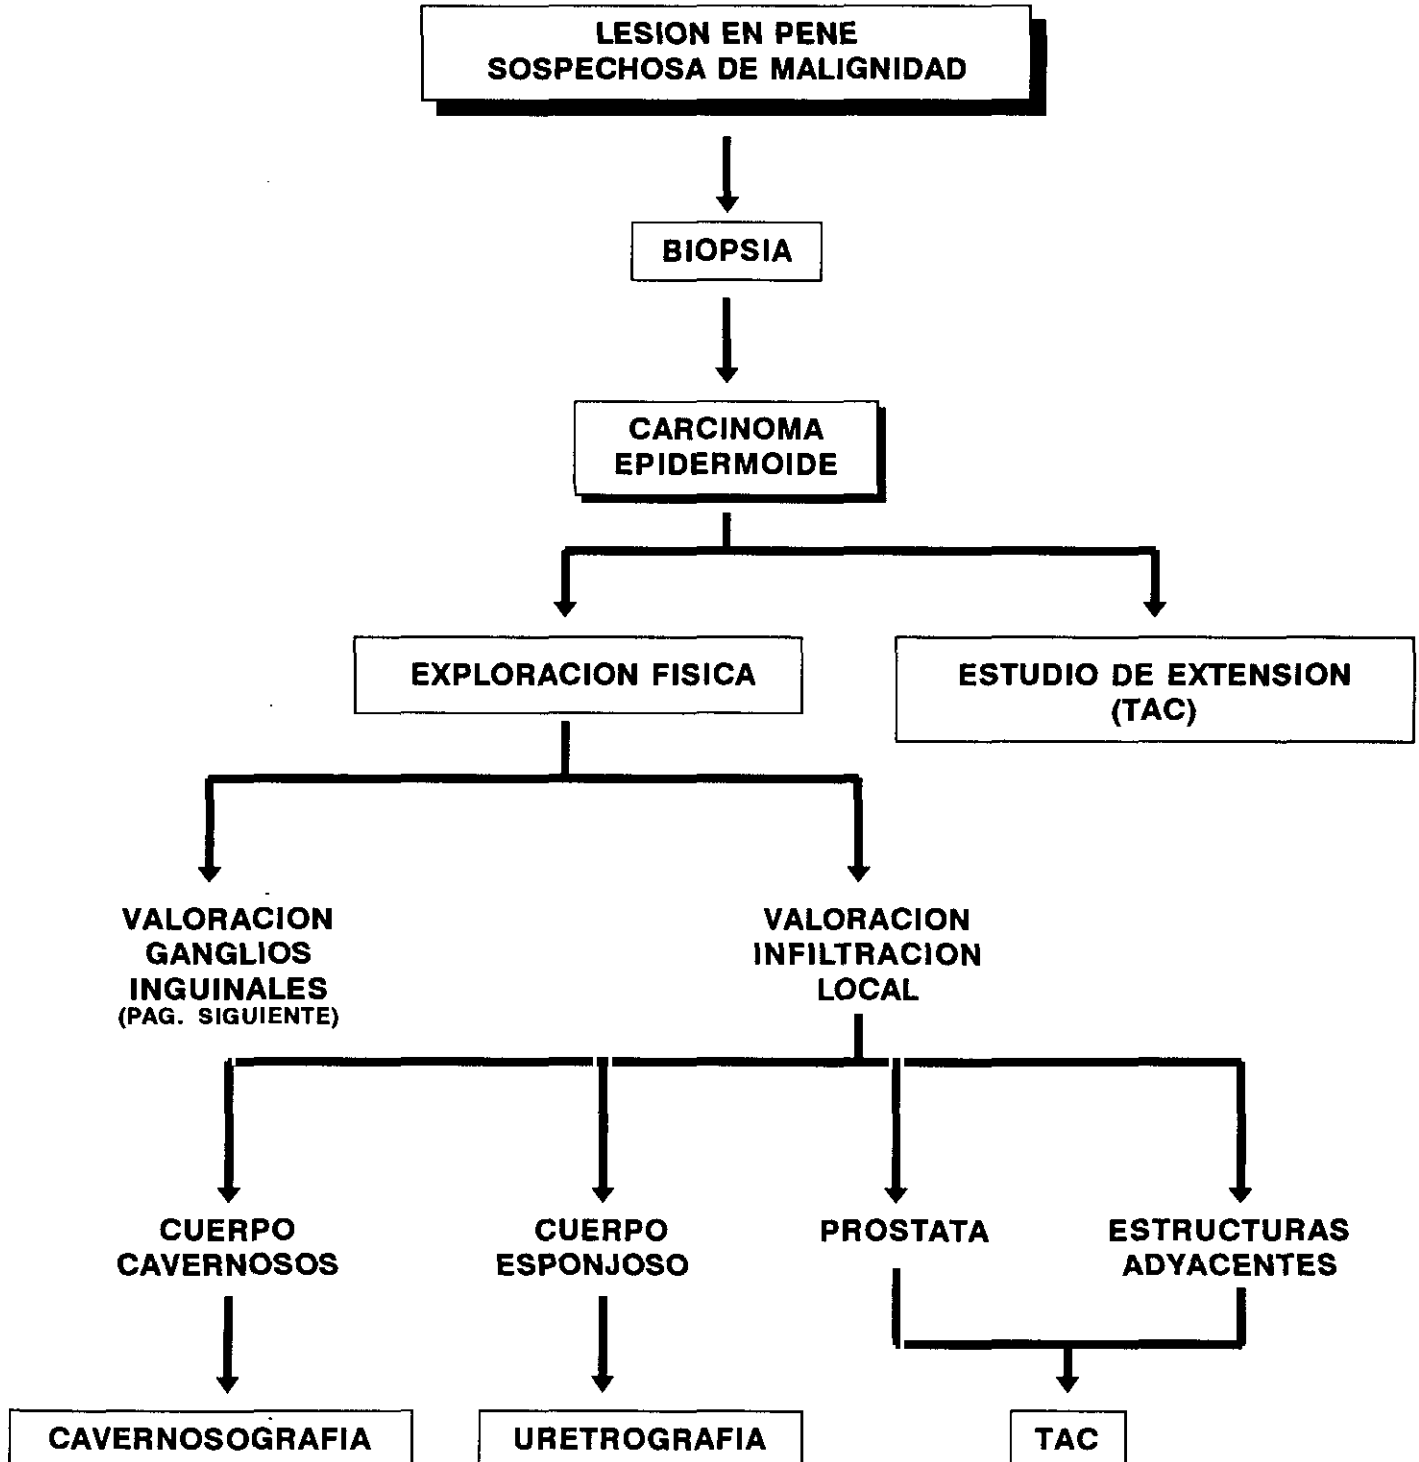 LESION EN PENE
SOSPECHOSA DE MALIGNIDAD
BIOPSIA
CARCINOMA
EPIDERMOIDE
EXPLORACION FISICA
ESTUDIO DE EXTENSION
(TAC)
VALORACION
GANGLIOS
INGUINALES
(PAG. SIGUIENTE)
VALORACION
INFILTRACION
LOCAL
CUERPO
CAVERNOSOS
CUERPO
ESPONJOSO
PROSTATA
ESTRUCTURAS
ADYACENTES
CAVERNOSOGRAFIA
URETROGRAFIA
TAC